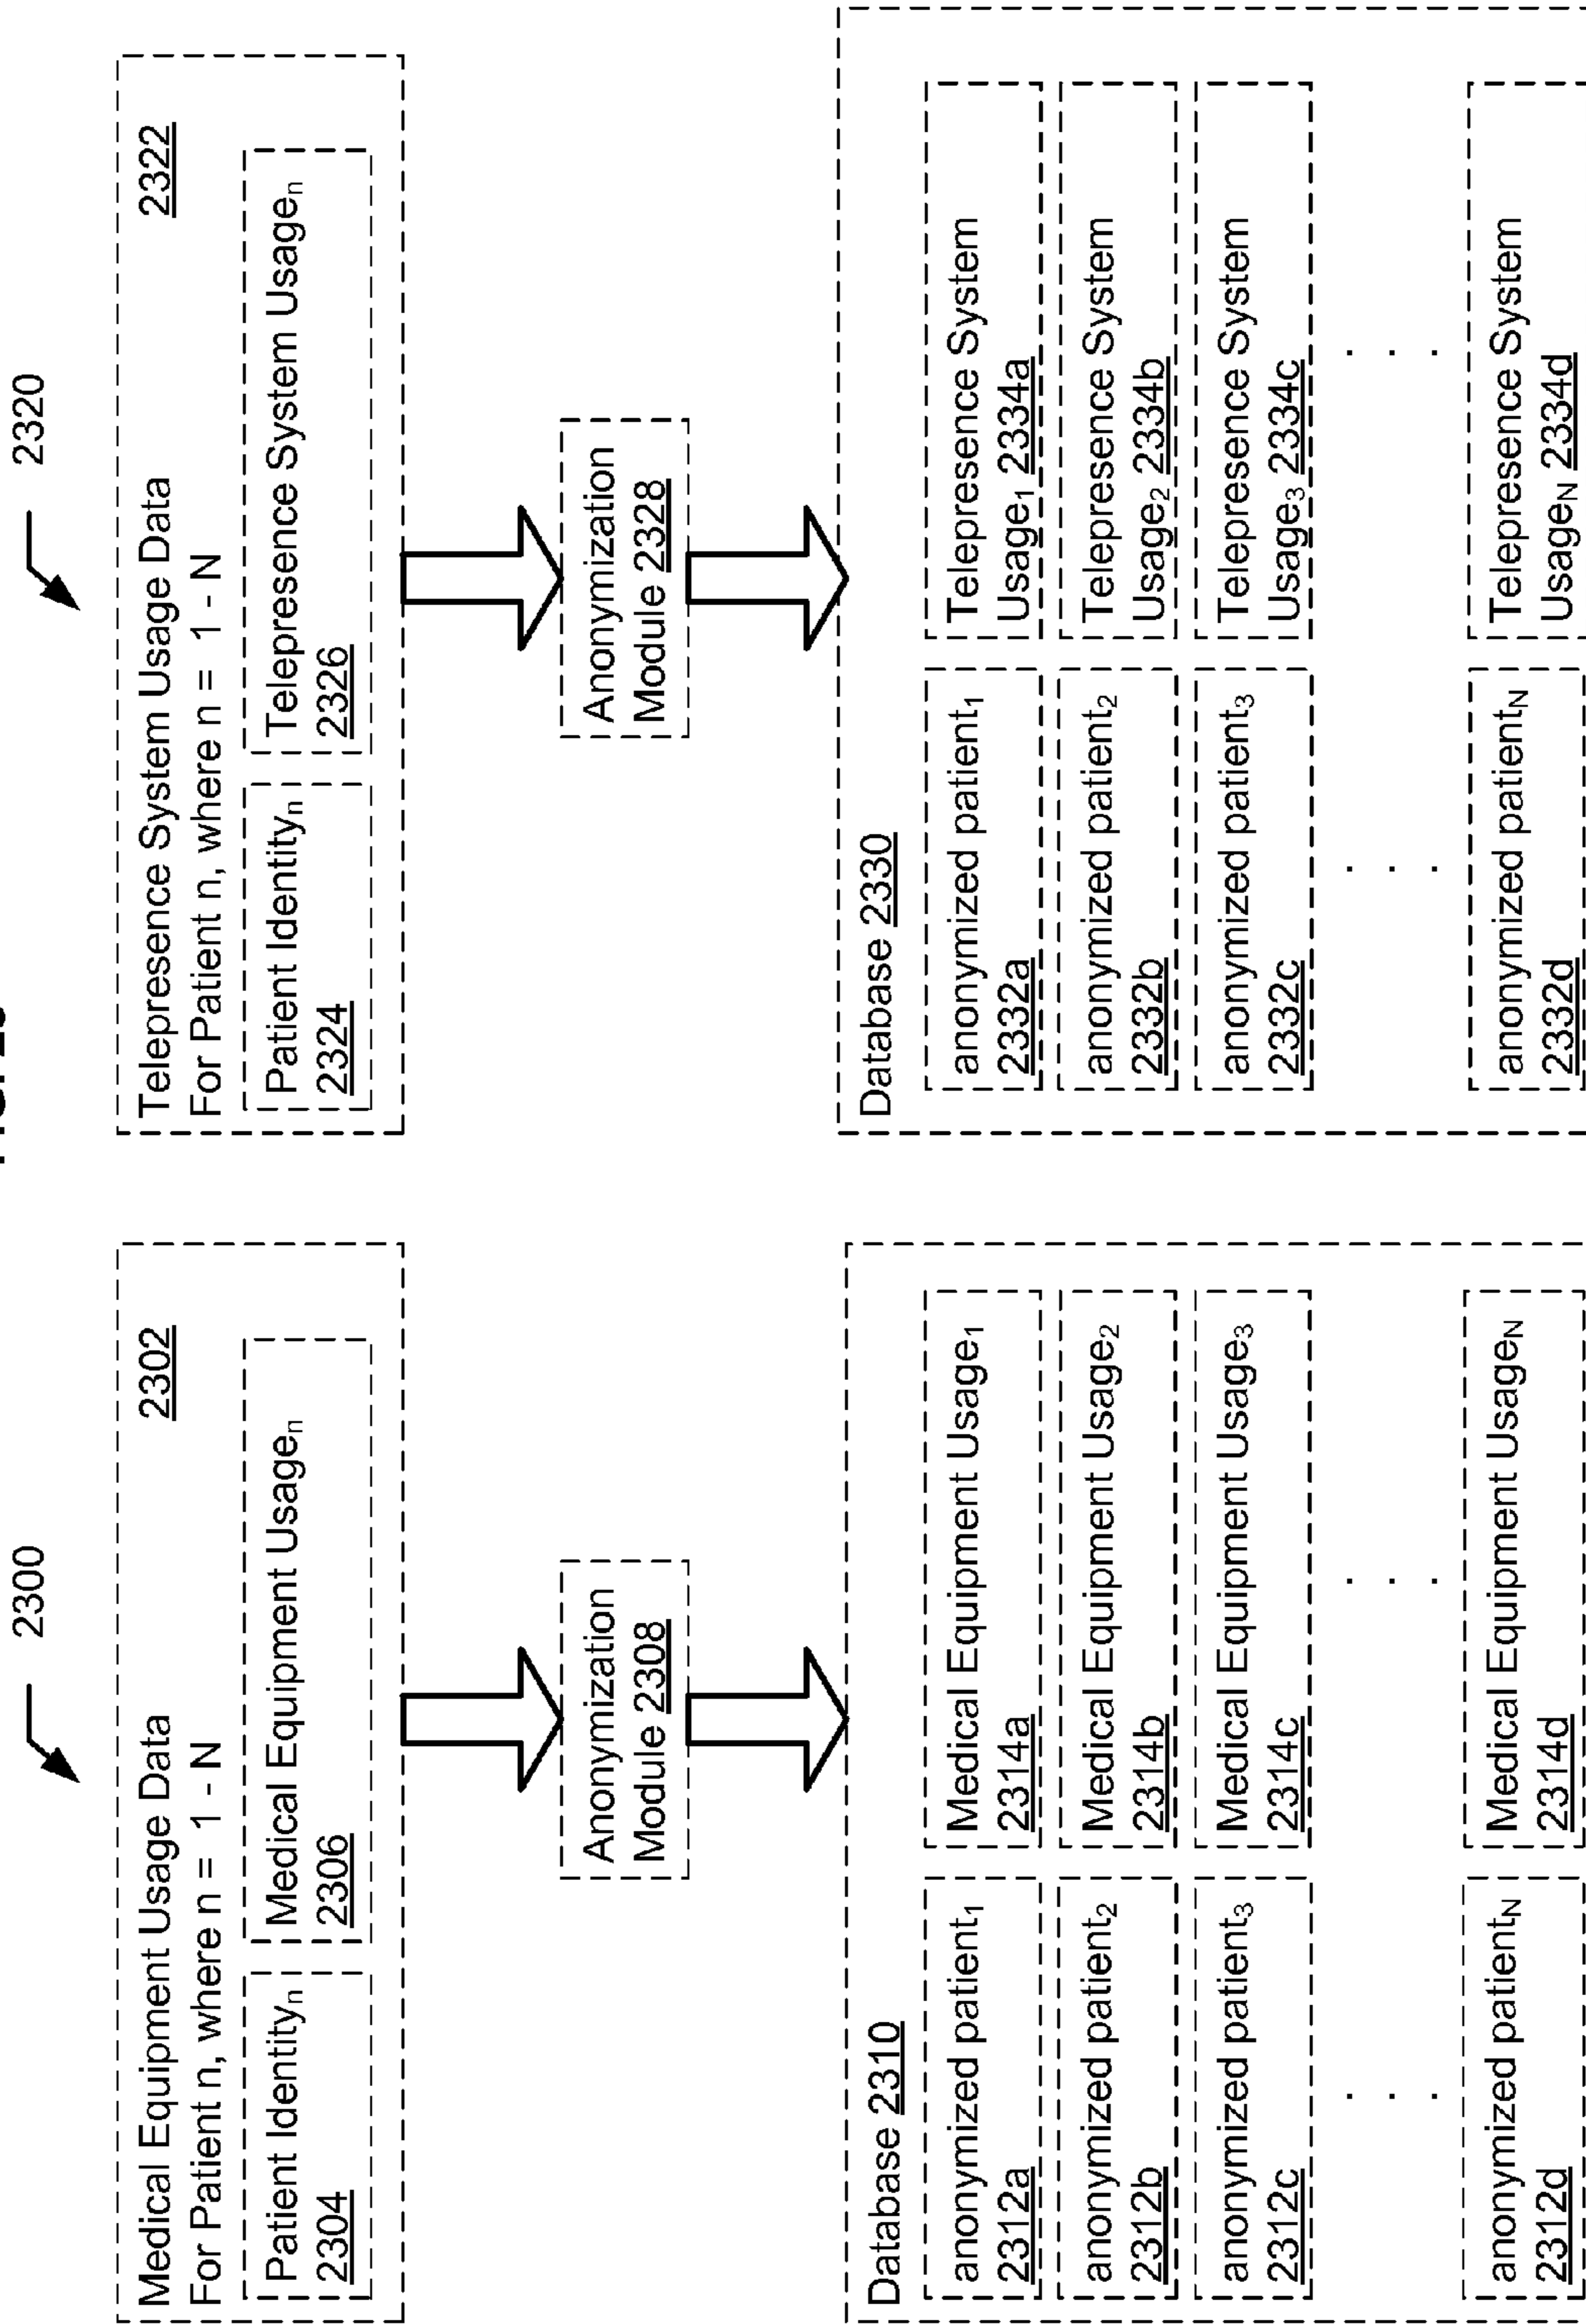 2300
Medical Equipment Usage Data
2302
For Patient n, where n = 1 - N
Patient Identityn
2304
Medical Equipment Usagen
2306
Anonymization
Module 2308
Database 2310
anonymized patient1
2312a
Medical Equipment Usage1
2314a
anonymized patient2
2312b
Medical Equipment Usage2
2314b
anonymized patient3
2312c
Medical Equipment Usage3
2314c
. . .
. . .
anonymized patientN
2312d
Medical Equipment UsageN
2314d
2320
Telepresence System Usage Data
2322
For Patient n, where n = 1 - N
Patient Identityn
2324
Telepresence System Usagen
2326
Anonymization
Module 2328
Database 2330
anonymized patient1
2332a
Telepresence System
Usage1 2334a
anonymized patient2
2332b
Telepresence System
Usage2 2334b
anonymized patient3
2332c
Telepresence System
Usage3 2334c
. . .
. . .
anonymized patientN
2332d
Telepresence System
UsageN 2334d